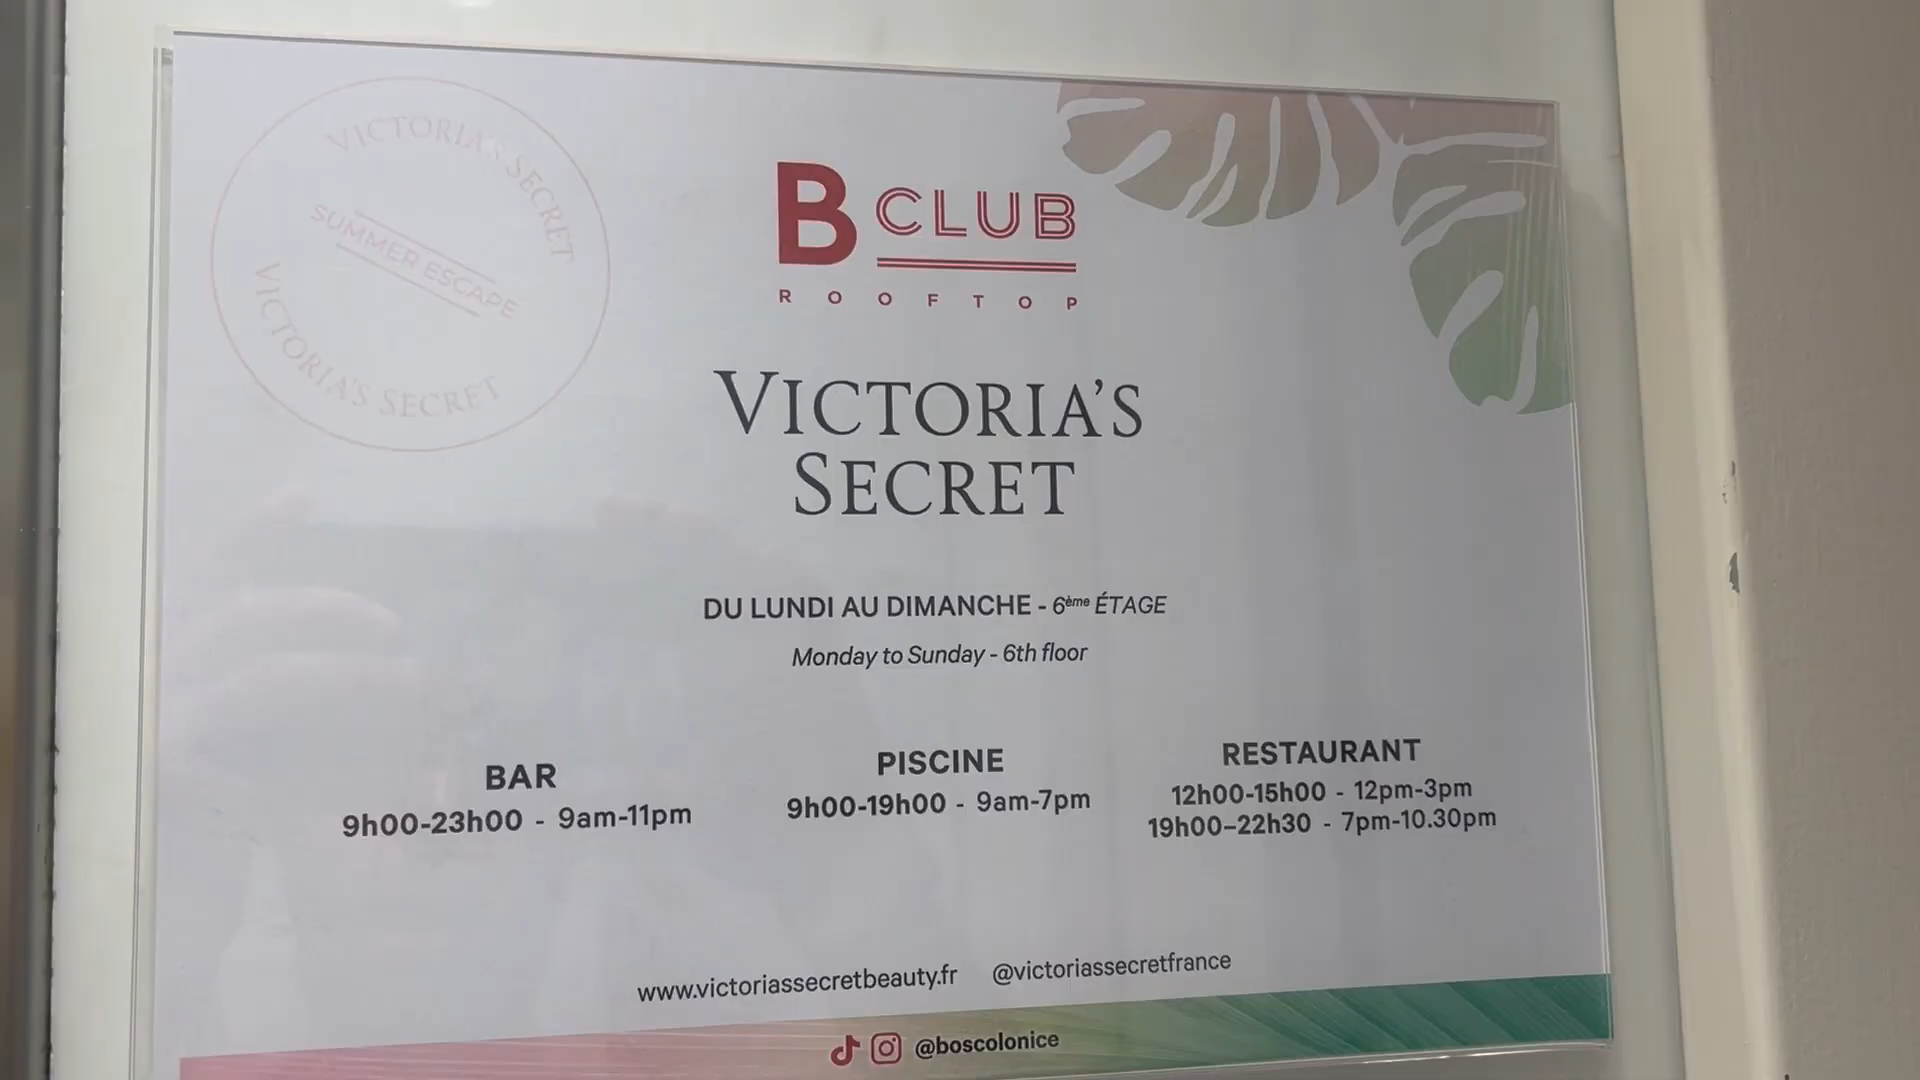 VICTORIA'S SECRET
SUMMER ESCAPE
VICTORIA'S SECRET
B CLUB
ROOFTOP
VICTORIA'S
SECRET
DU LUNDI AU DIMANCHE - 6ème ÉTAGE
Monday to Sunday - 6th floor
BAR
9h00-23h00 - 9am-11pm
PISCINE
9h00-19h00 - 9am-7pm
RESTAURANT
12h00-15h00 - 12pm-3pm
19h00–22h30 - 7pm-10.30pm
www.victoriassecretbeauty.fr @victoriassecretfrance
@boscolonice